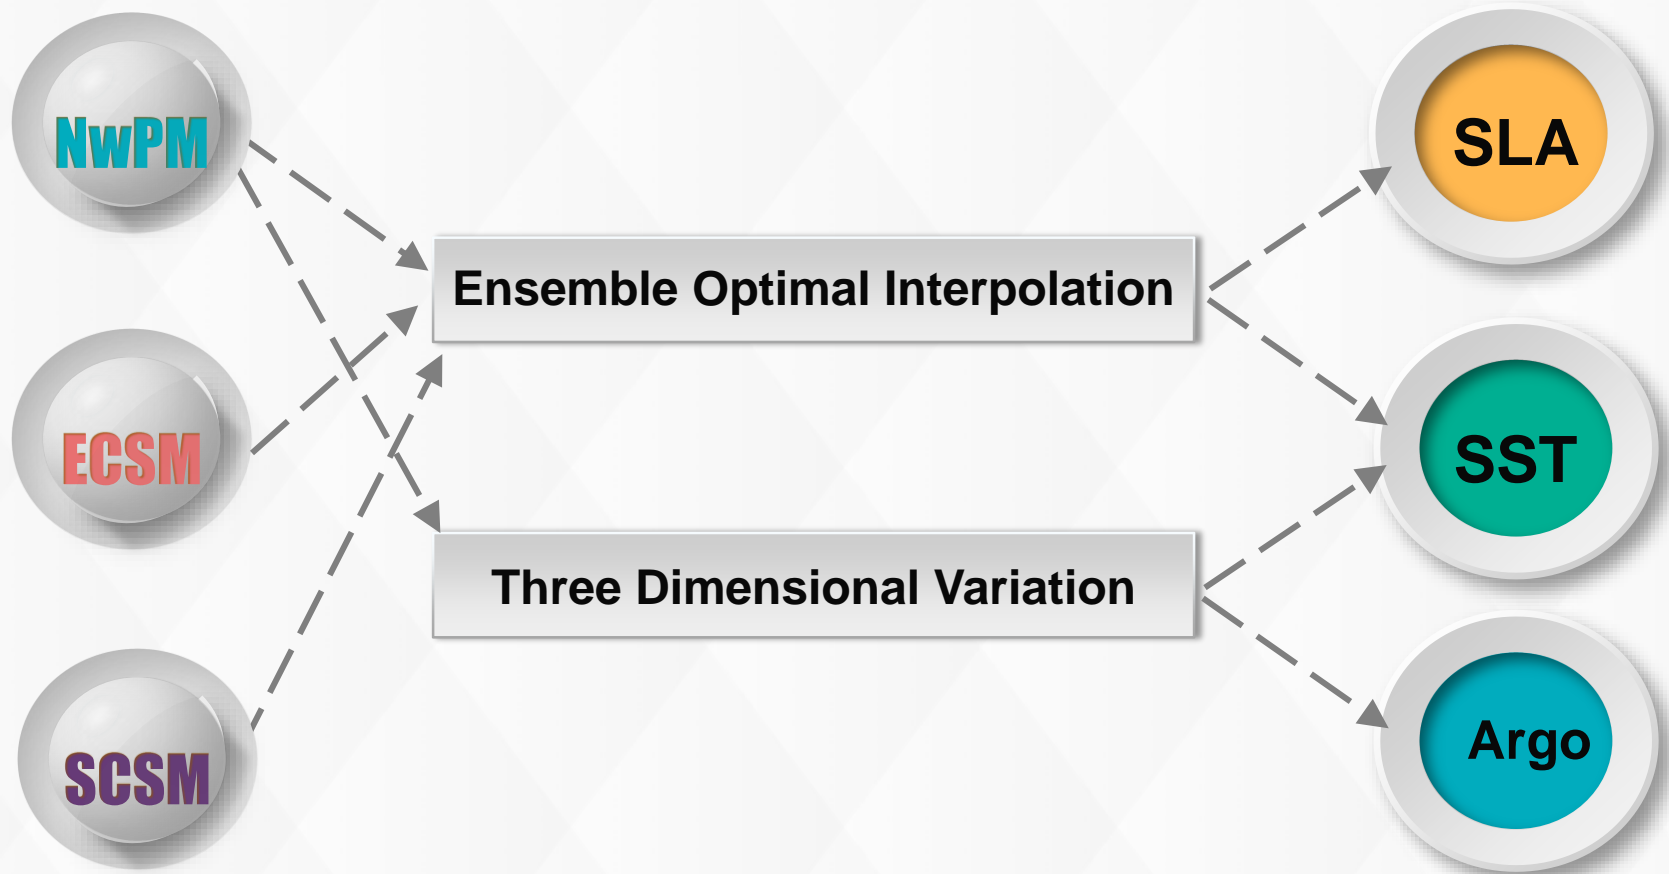 NwPM
SLA
Ensemble Optimal Interpolation
ECSM
SST
Three Dimensional Variation
SCSM
Argo